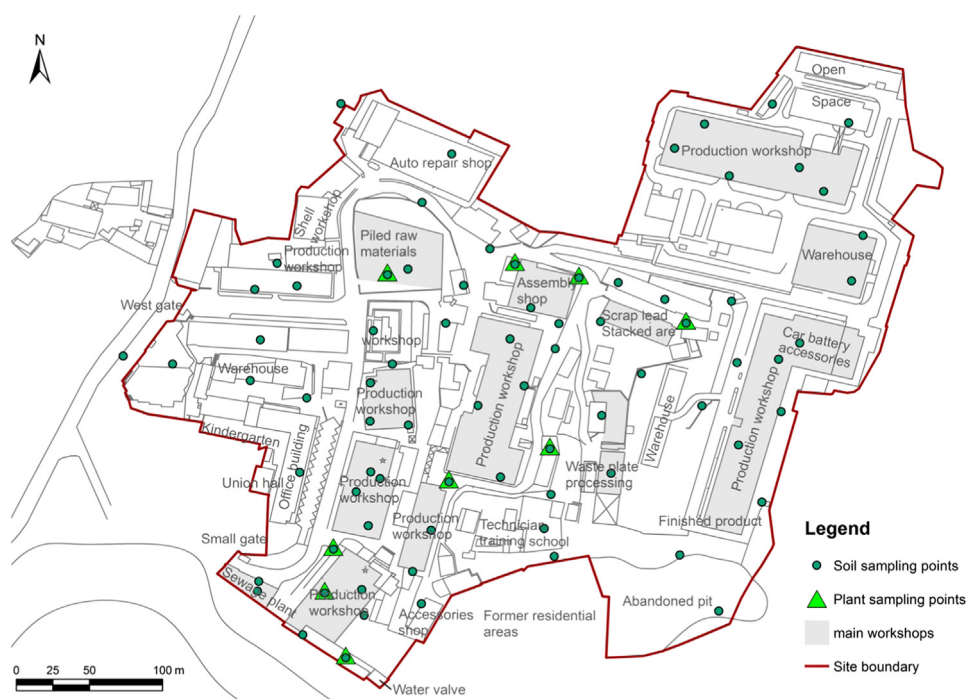 N
Open
Space
Production workshop
Auto repair shop
Shell
workshop
Piled raw
materials
Production
workshop
Warehouse
Assembly
shop
West gate
Scrap lead
Stacked are
Car battery
accessories
workshop
Warehouse
Production
workshop
Production workshop
Warehouse
Production workshop
Kindergarten
Office building
Union hall
Waste plate
processing
Production
workshop
Production
workshop
Technician
training school
Finished product
Small gate
Sewage plant
Production
workshop
Accessories
shop
Former residential
areas
Abandoned pit
Water valve
0 25 50 100 m
Legend
Soil sampling points
Plant sampling points
main workshops
Site boundary